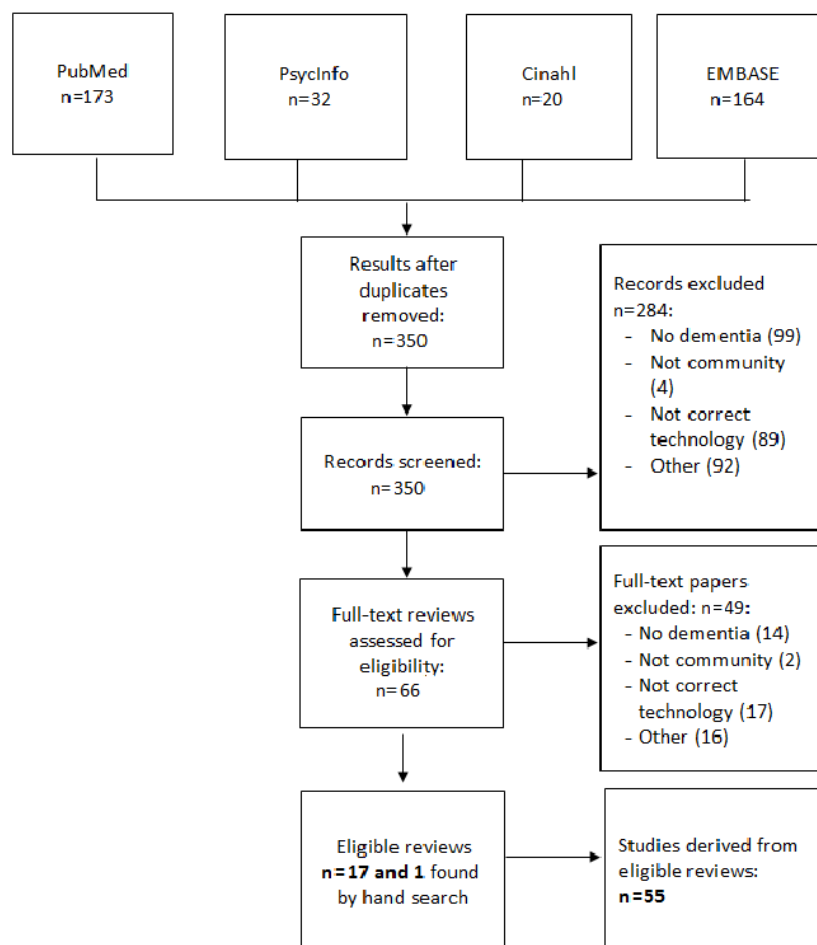 PubMed
n=173
PsycInfo
n=32
Cinahl
n=20
EMBASE
n=164
Results after
duplicates
removed:
n=350
Records excluded
n=284:
- No dementia (99)
- Not community
(4)
- Not correct
technology (89)
- Other (92)
Records screened:
n=350
Full-text reviews
assessed for
eligibility:
n=66
Full-text papers
excluded: n=49:
- No dementia (14)
- Not community (2)
- Not correct
technology (17)
- Other (16)
Eligible reviews
n=17 and 1 found
by hand search
Studies derived from
eligible reviews:
n=55